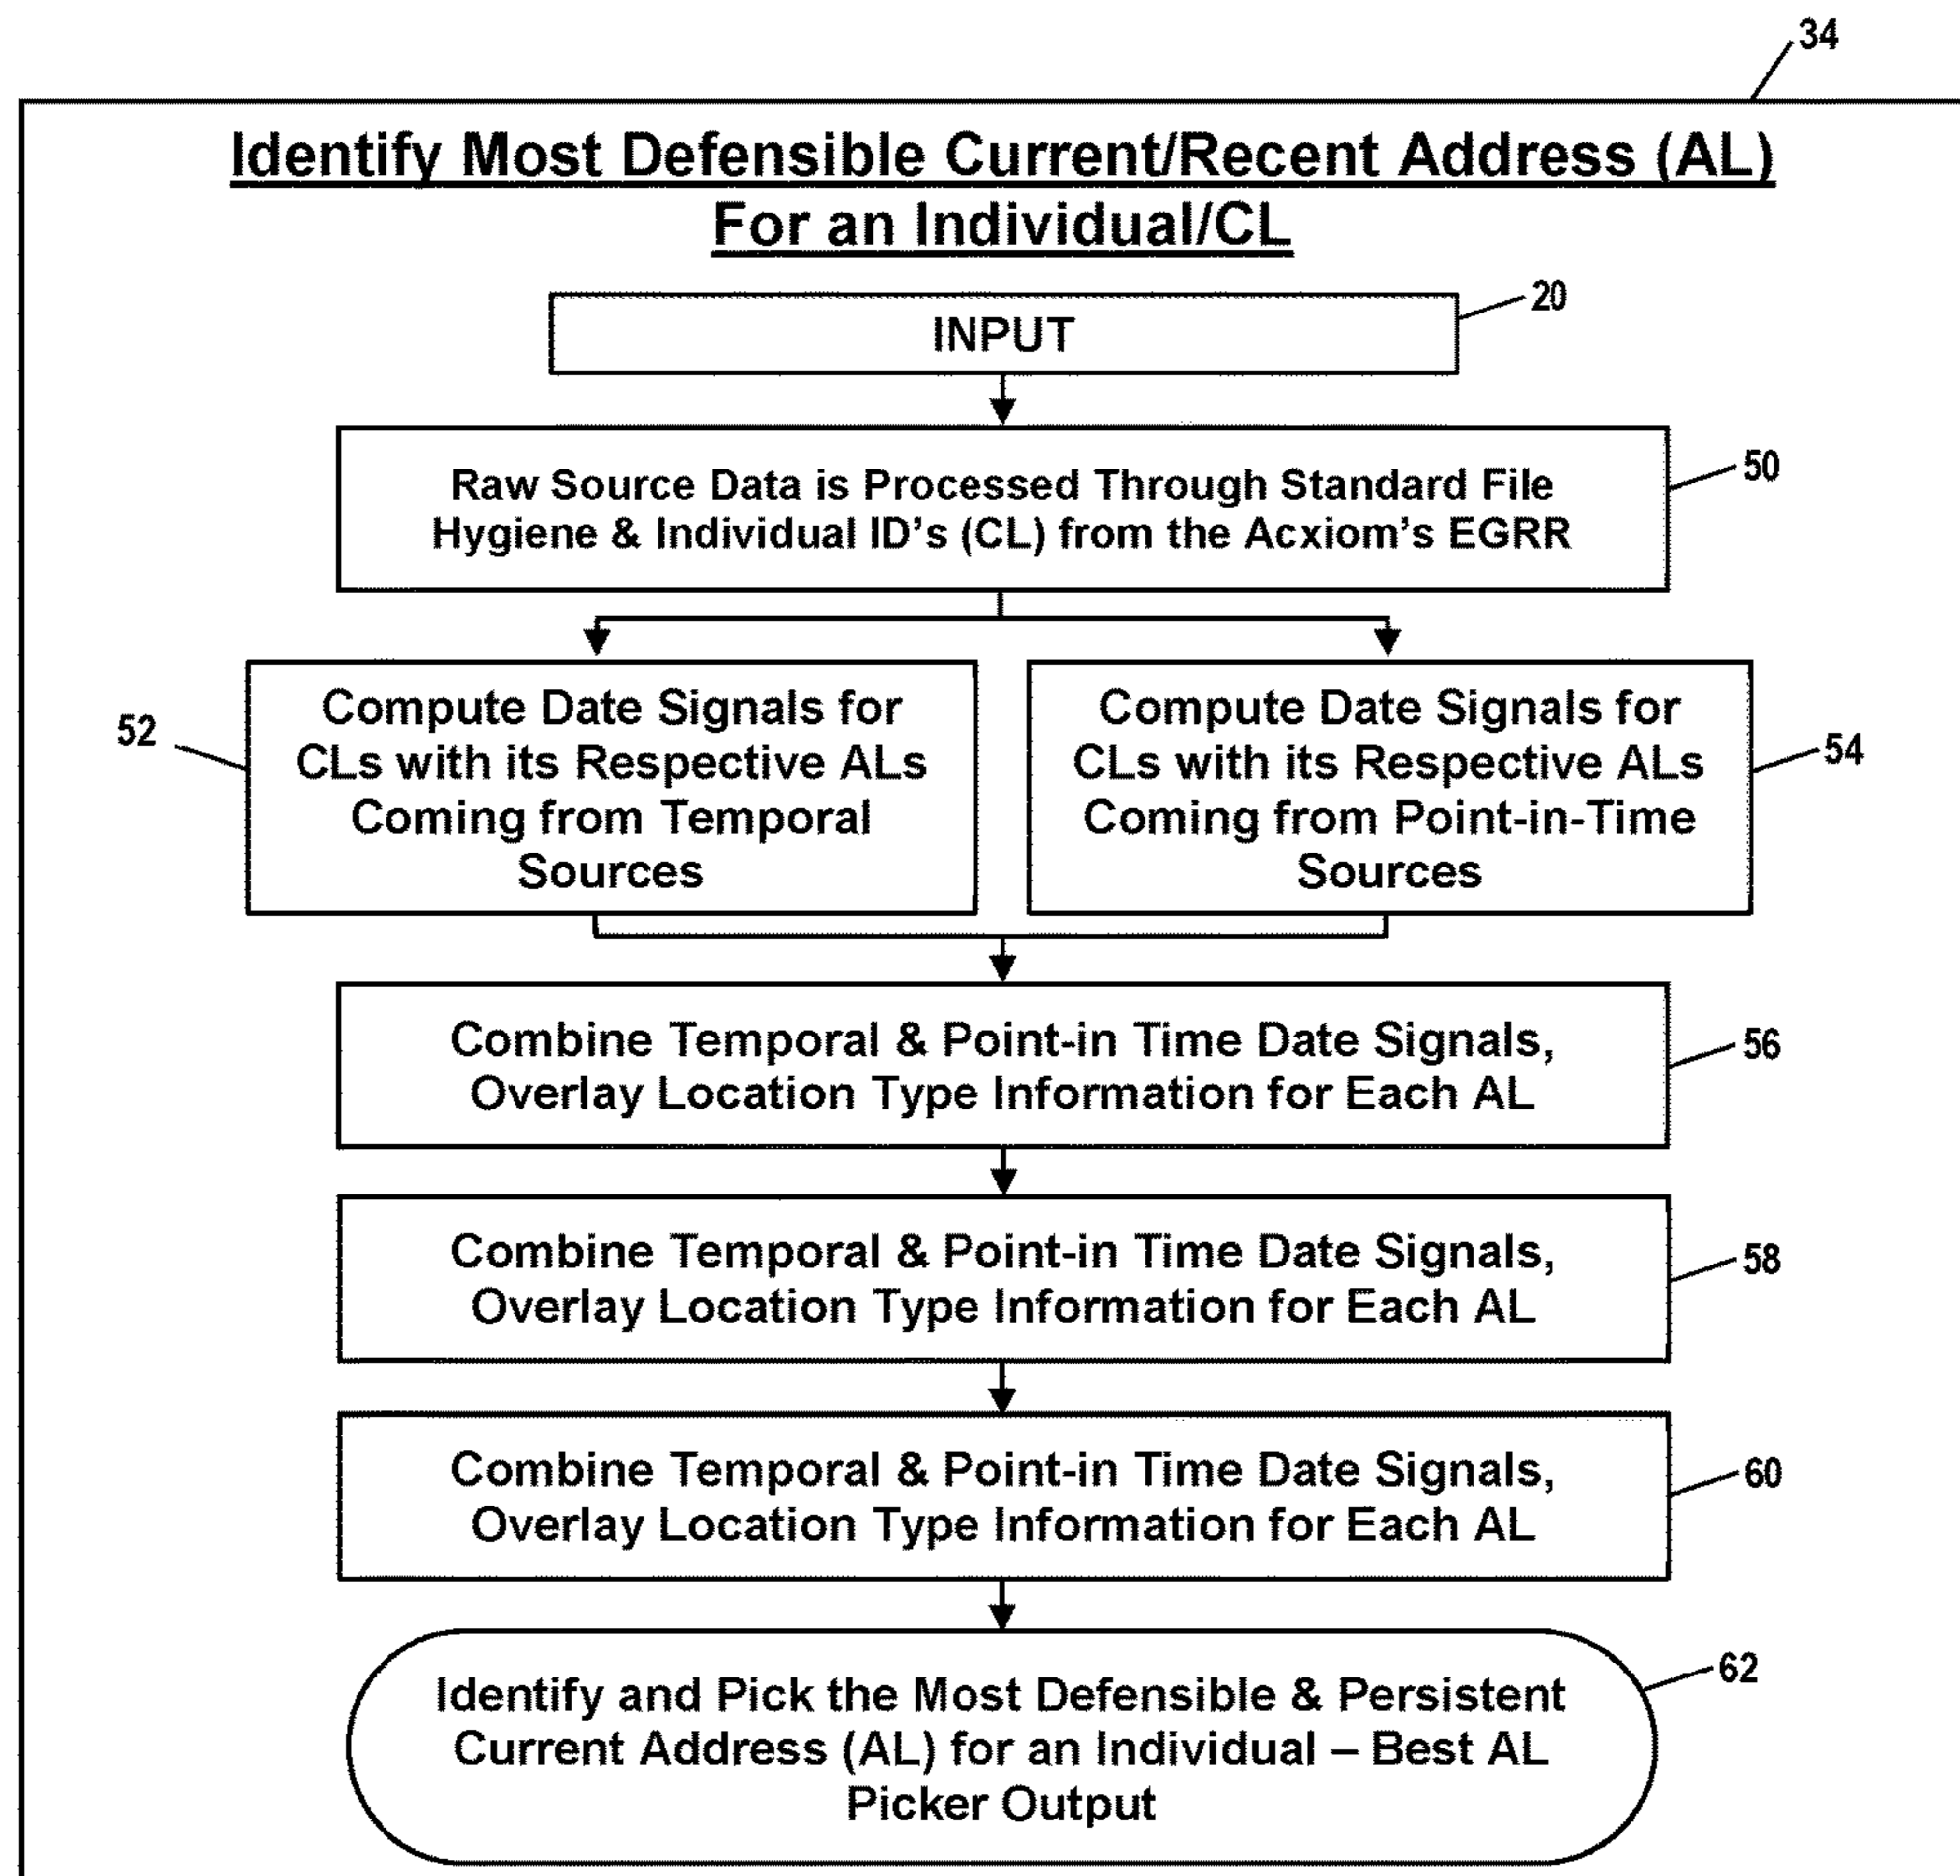 34
Identify Most Defensible Current/Recent Address (AL)
For an Individual/CL
20
INPUT
50
Raw Source Data is Processed Through Standard File
Hygiene & Individual ID's (CL) from the Acxiom's EGRR
52
Compute Date Signals for
CLs with its Respective ALs
Coming from Temporal
Sources
Compute Date Signals for
CLs with its Respective ALs
Coming from Point-in-Time
Sources
54
Combine Temporal & Point-in Time Date Signals,
Overlay Location Type Information for Each AL
56
Combine Temporal & Point-in Time Date Signals,
Overlay Location Type Information for Each AL
58
Combine Temporal & Point-in Time Date Signals,
Overlay Location Type Information for Each AL
60
Identify and Pick the Most Defensible & Persistent
Current Address (AL) for an Individual – Best AL
Picker Output
62